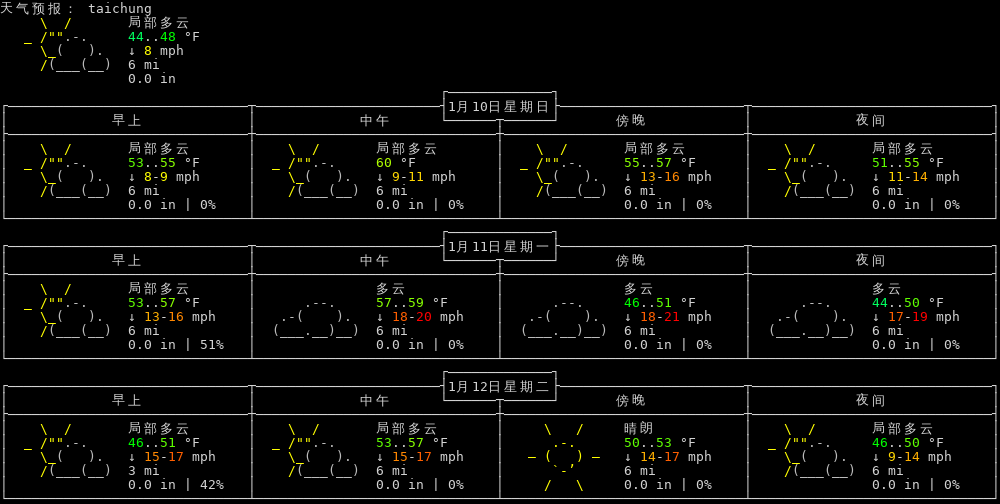 天气预报： taichung
局部多云
44..48 °F
↓ 8 mph
6 mi
0.0 in
1月10日星期日
早上 中午 傍晚 夜间
局部多云 局部多云 局部多云 局部多云
53..55 °F 60 °F 55..57 °F 51..55 °F
↓ 8-9 mph ↓ 9-11 mph ↓ 13-16 mph ↓ 11-14 mph
6 mi 6 mi 6 mi 6 mi
0.0 in | 0% 0.0 in | 0% 0.0 in | 0% 0.0 in | 0%
1月11日星期一
早上 中午 傍晚 夜间
局部多云 多云 多云 多云
53..57 °F 57..59 °F 46..51 °F 44..50 °F
↓ 13-16 mph ↓ 18-20 mph ↓ 18-21 mph ↓ 17-19 mph
6 mi 6 mi 6 mi 6 mi
0.0 in | 51% 0.0 in | 0% 0.0 in | 0% 0.0 in | 0%
1月12日星期二
早上 中午 傍晚 夜间
局部多云 局部多云 晴朗 局部多云
46..51 °F 53..57 °F 50..53 °F 46..50 °F
↓ 15-17 mph ↓ 15-17 mph ↓ 14-17 mph ↓ 9-14 mph
3 mi 6 mi 6 mi 6 mi
0.0 in | 42% 0.0 in | 0% 0.0 in | 0% 0.0 in | 0%